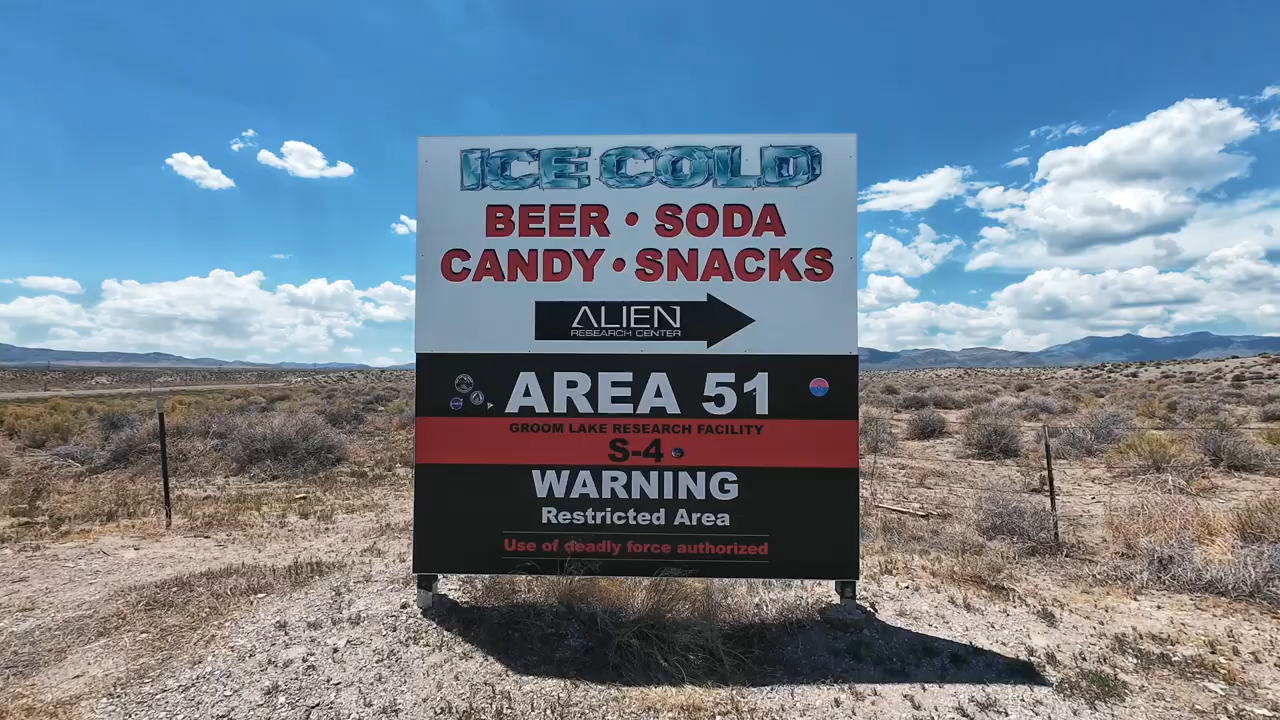 ICE COLD
BEER • SODA
CANDY • SNACKS
ALIEN
RESEARCH CENTER
AREA 51
GROOM LAKE RESEARCH FACILITY
S-4
WARNING
Restricted Area
Use of deadly force authorized